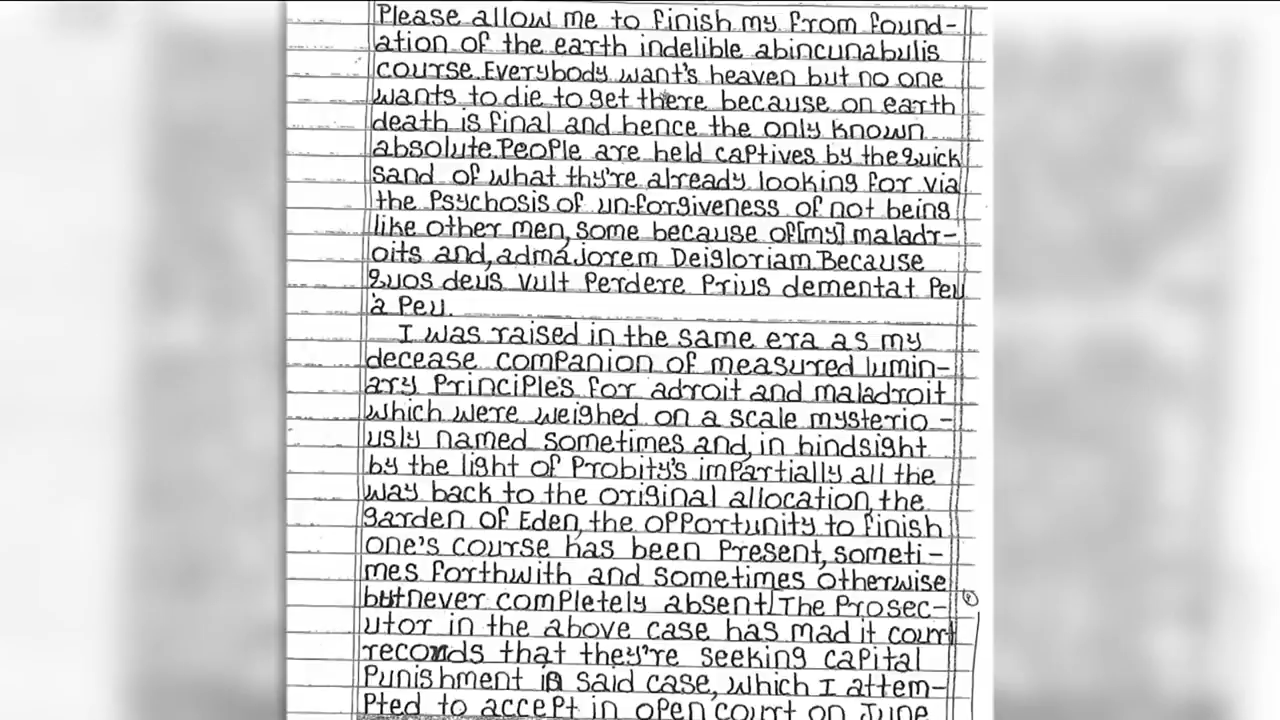 Please allow me to finish my from found-
ation of the earth indelible abincunabulis
course. Everybody want's heaven but no one
wants to die to get there because on earth
death is final and hence the only known
absolute. People are held captives by the quick
sand of what thy're already looking for via
the psychosis of un-forgiveness of not being
like other men, some because of [my] maladr-
oits and, admajorem Deigloriam. Because
quos deus vult perdere prius dementat peu
à peu.
I was raised in the same era as my
decease companion of measured lumin-
ary principle's for adroit and maladroit
which were weighed on a scale mysterio-
usly named sometimes and, in hindsight
by the light of probity's impartially all the
way back to the original allocation, the
garden of Eden, the opportunity to finish
one's course has been present, someti-
mes forthwith and sometimes otherwise
but never completely absent! The prosec-
utor in the above case has mad it court
records that they're seeking capital
punishment in said case, which I attem-
pted to accept in open court on June